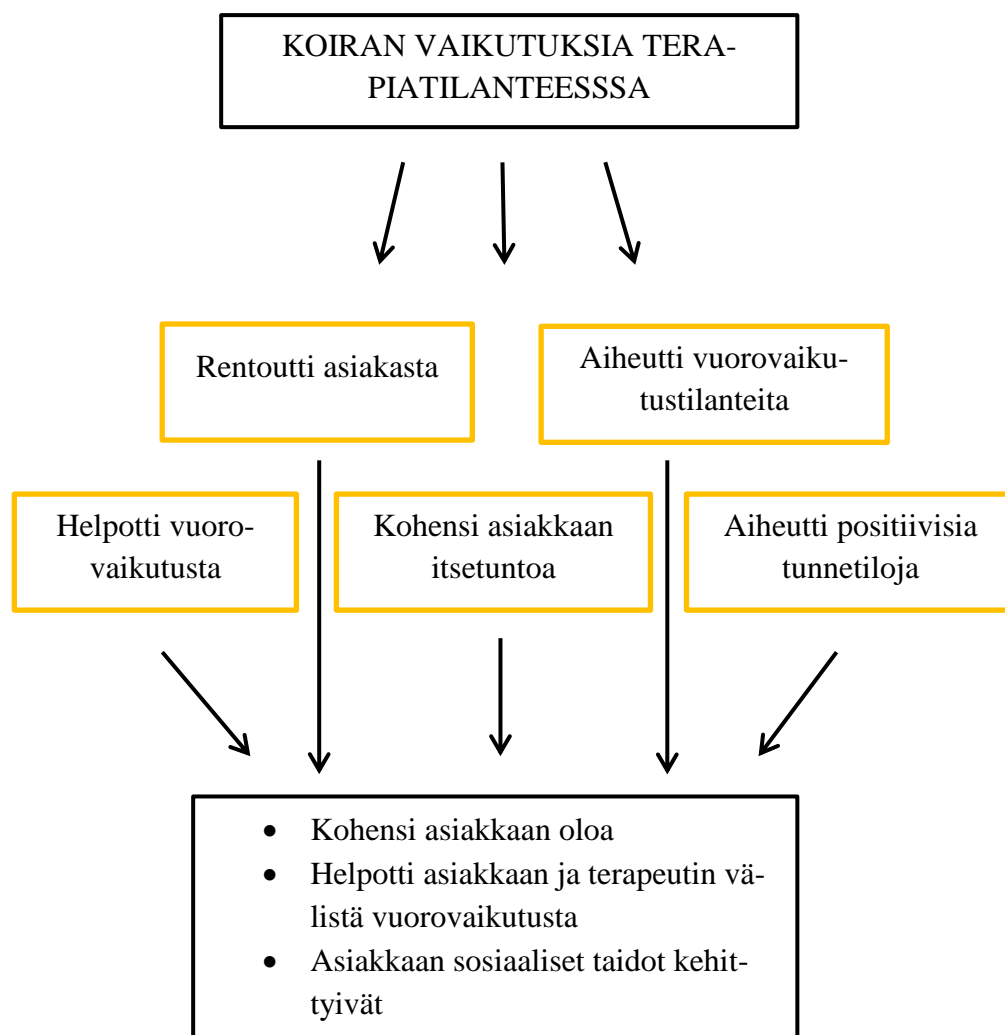 KOIRAN VAIKUTUKSIA TERA-
PIATILANTEESSSA
Rentoutti asiakasta
Aiheutti vuorovaiku-
tustilanteita
Helpotti vuoro-
vaikutusta
Kohensi asiakkaan
itsetuntoa
Aiheutti positiivisia
tunnetiloja
• Kohensi asiakkaan oloa
• Helpotti asiakkaan ja terapeutin vä-
listä vuorovaikutusta
• Asiakkaan sosiaaliset taidot kehit-
tyivät